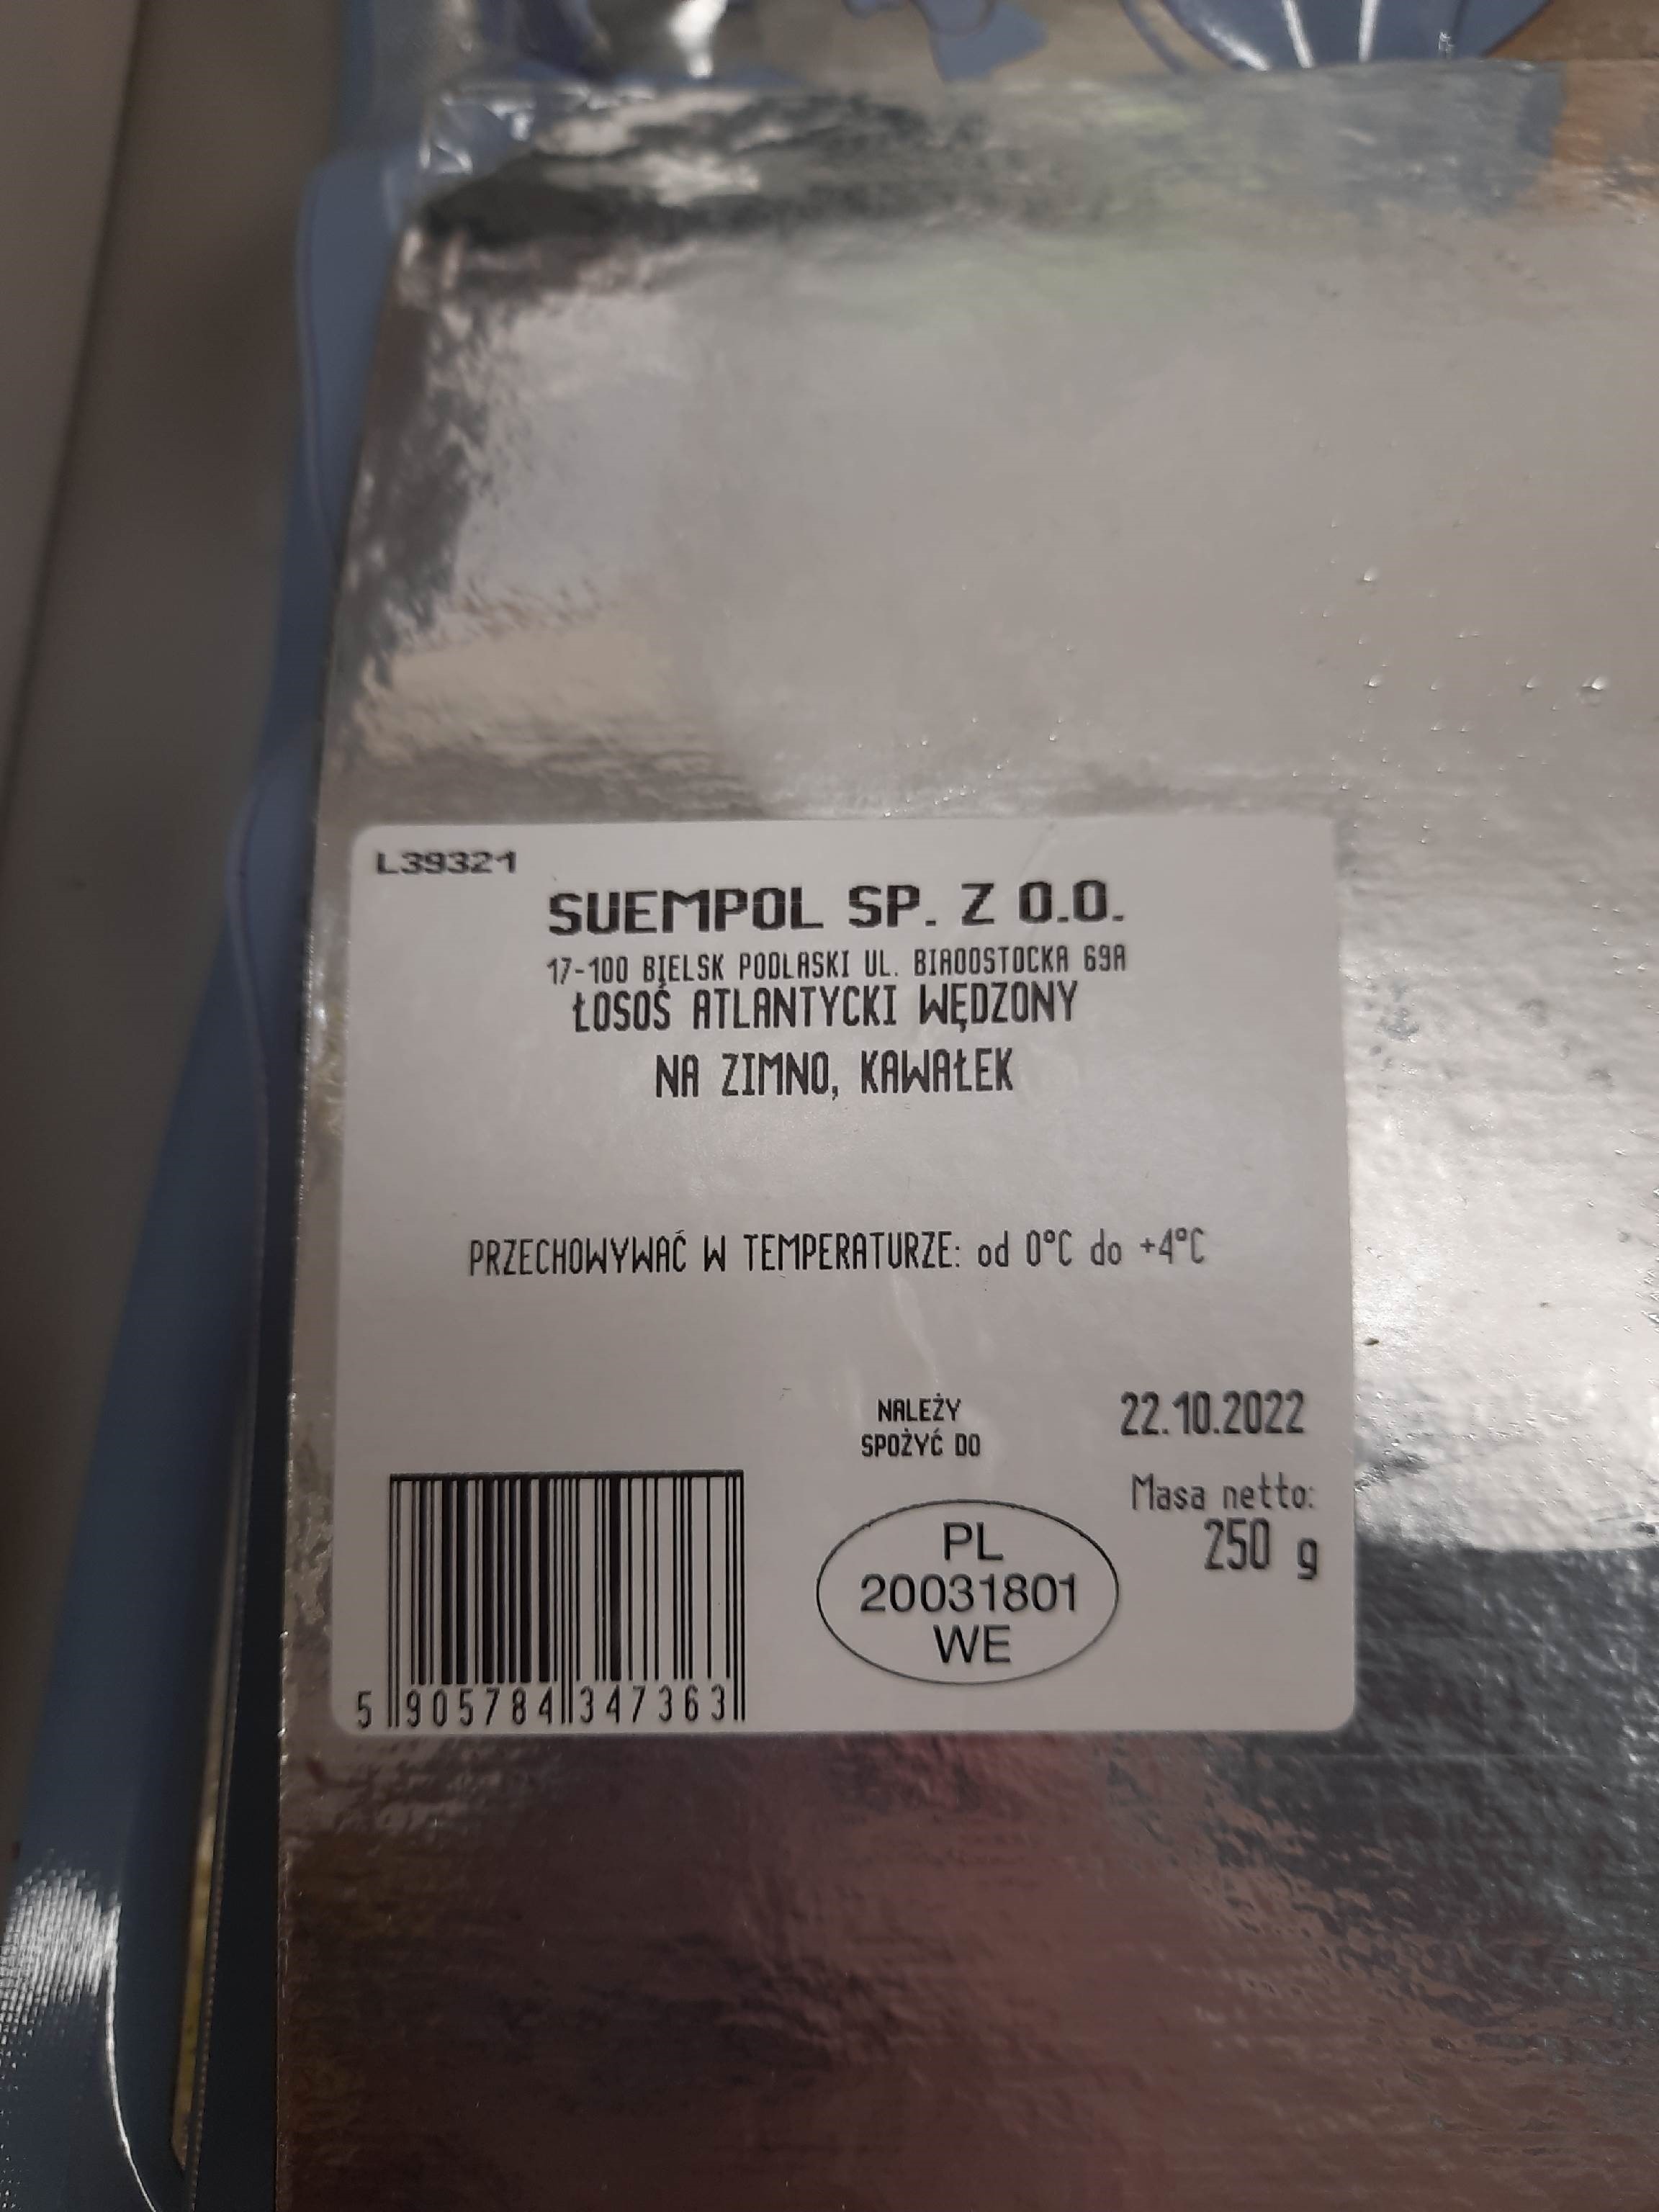 L39321
SUEMPOL SP. Z O.O.
17-100 BIELSK PODLASKI UL. BIAOOSTOCKA 69A
ŁOSOŚ ATLANTYCKI WĘDZONY
NA ZIMNO, KAWAŁEK
PRZECHOWYWAĆ W TEMPERATURZE: od 0°C do +4°C
NALEŻY
SPOŻYĆ DO
22.10.2022
Masa netto:
250 g
PL
20031801
WE
5 905784 347363